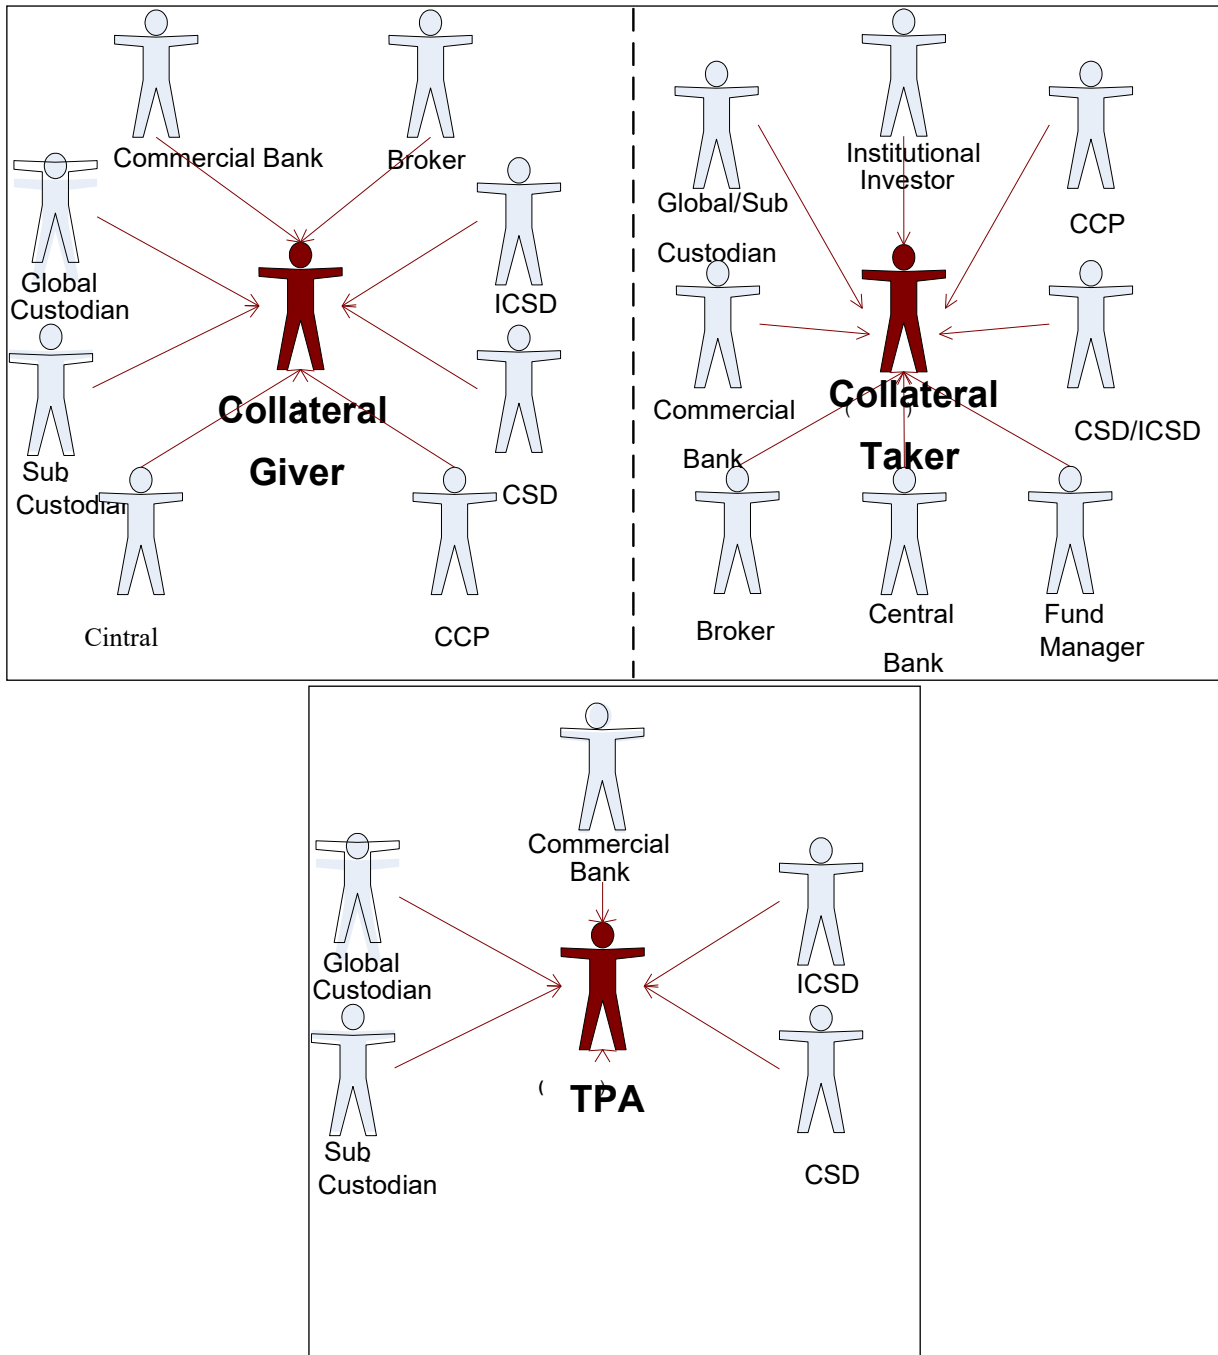 Commercial Bank
Broker
Global
Custodian
ICSD
Collateral
Giver
Sub
Custodian
CSD
Cintral
CCP
Institutional
Investor
Global/Sub
Custodian
CCP
Collateral
Taker
Commercial
Bank
CSD/ICSD
Broker
Central
Bank
Fund
Manager
Commercial
Bank
Global
Custodian
ICSD
( ) TPA
Sub
Custodian
CSD